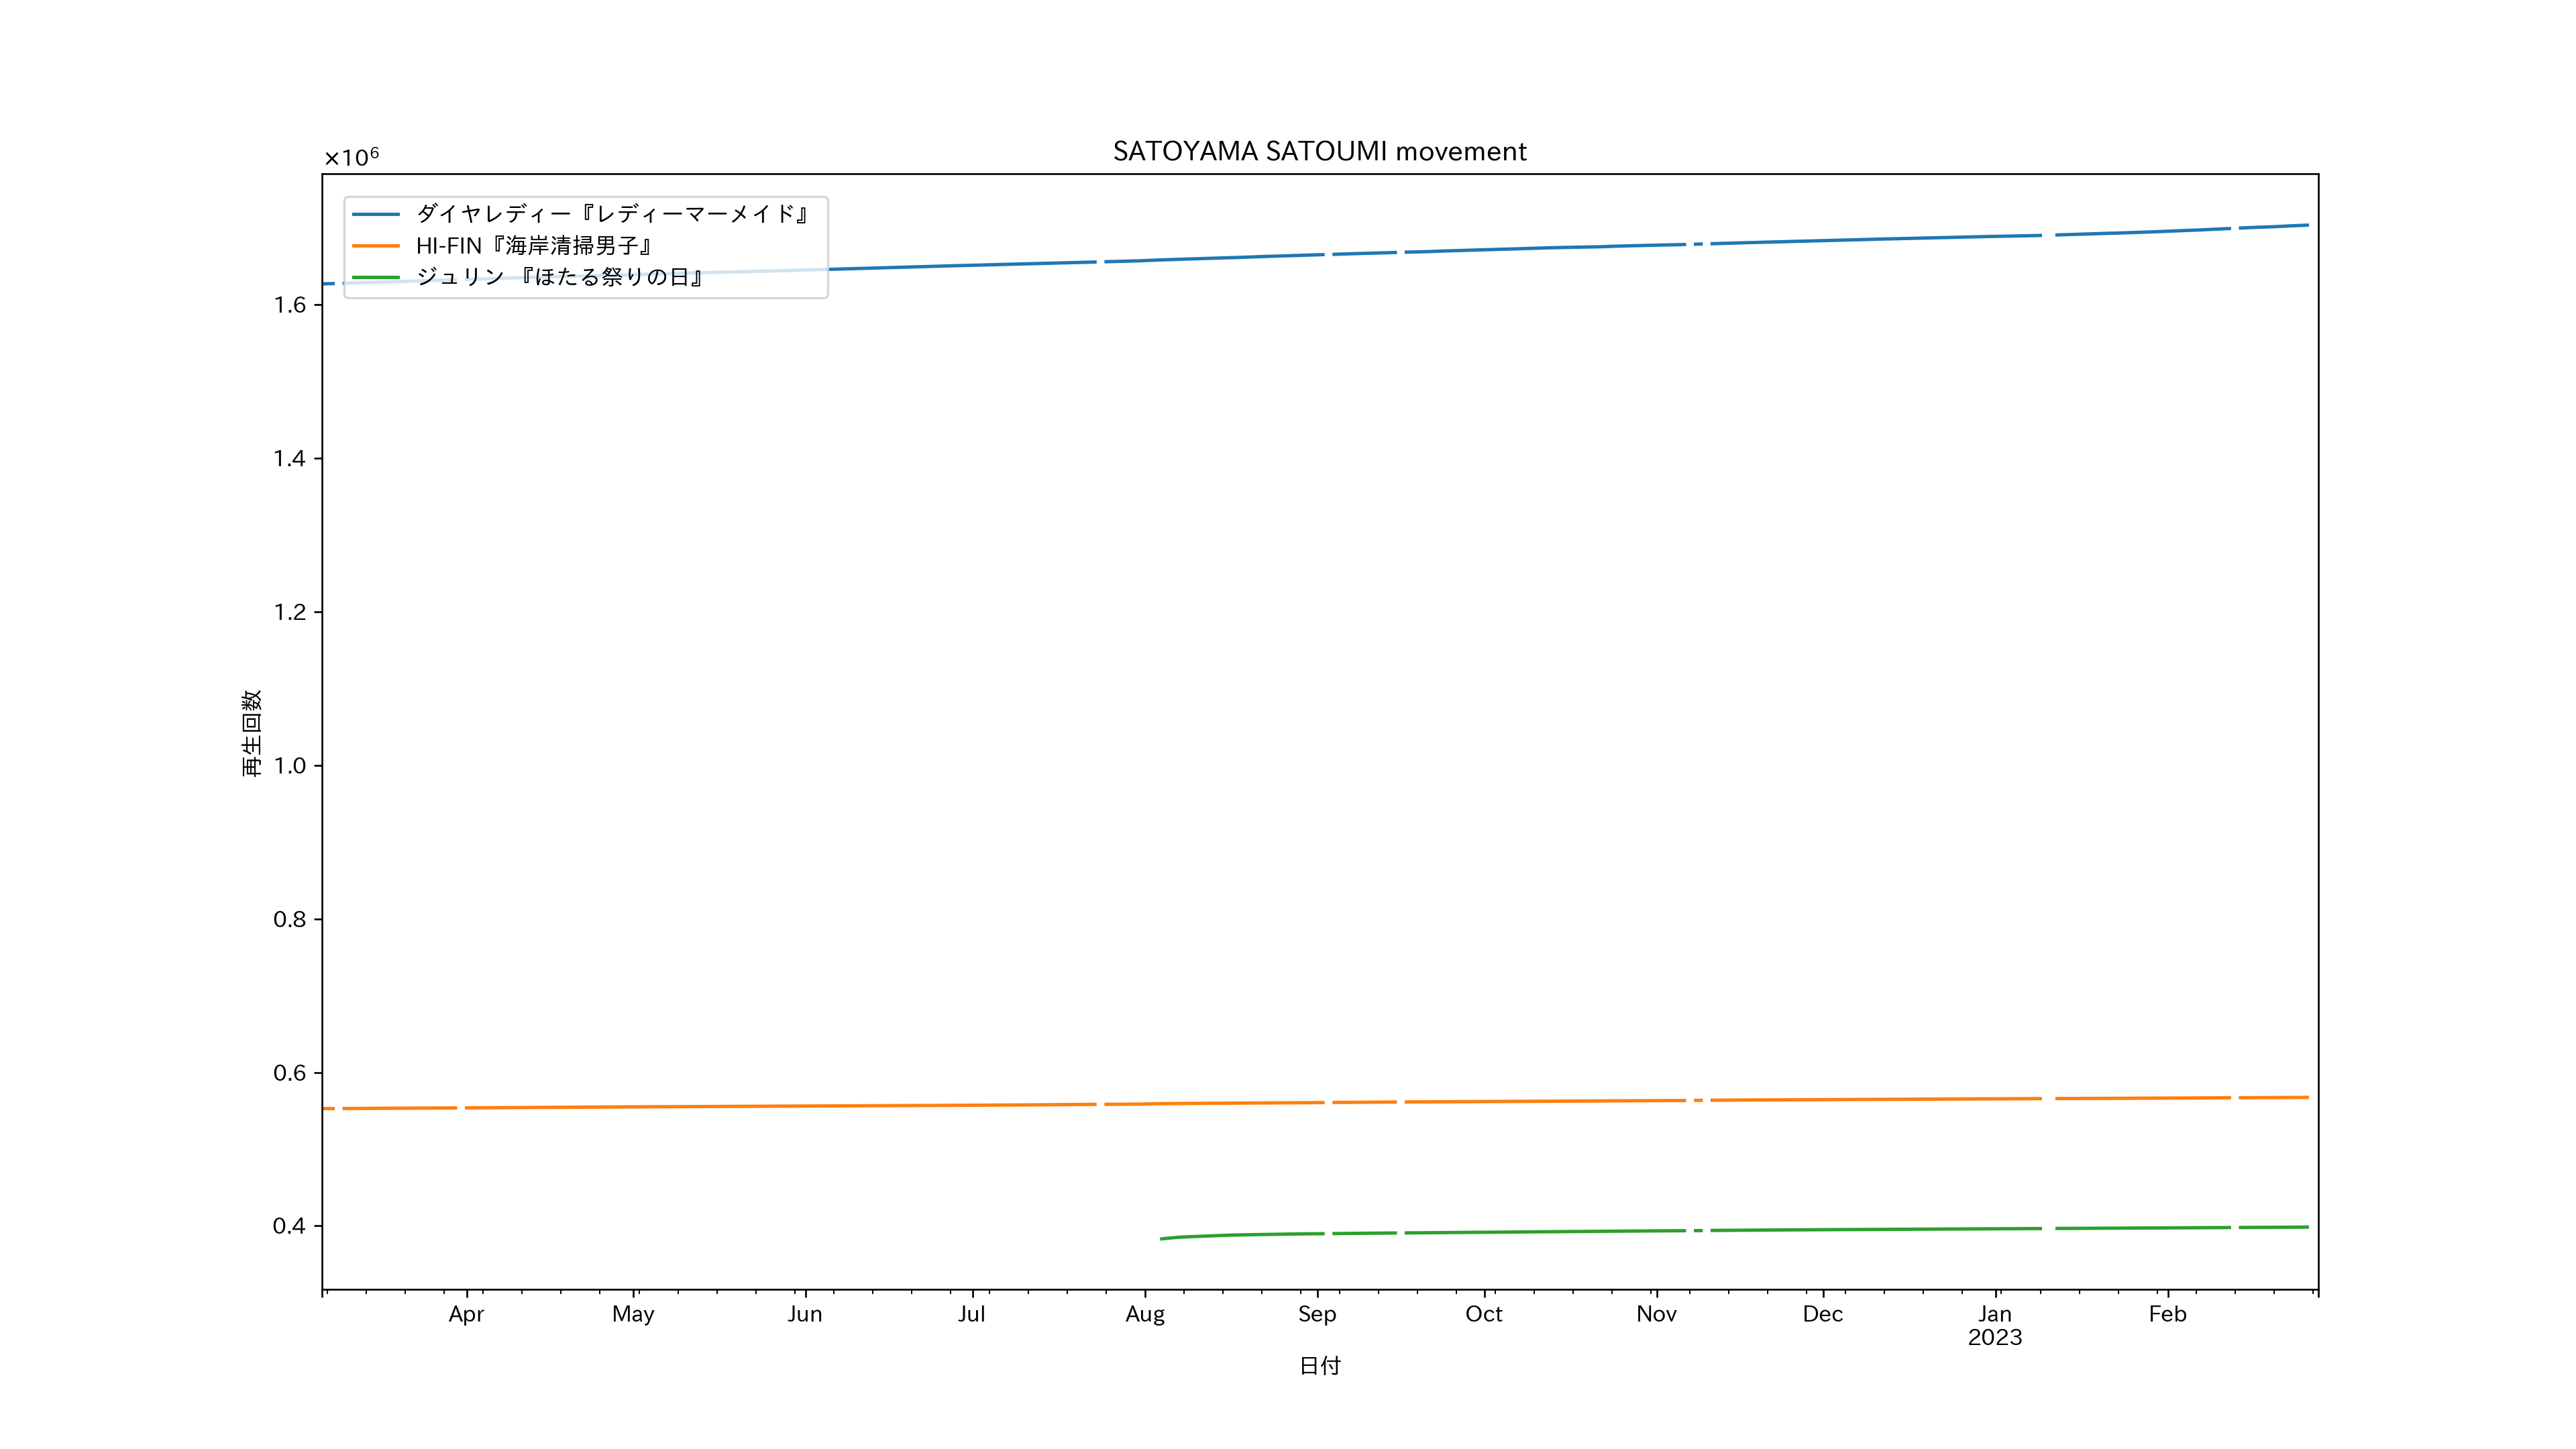 SATOYAMA SATOUMI movement
×10⁶
ダイヤレディー『レディーマーメイド』
HI-FIN『海岸清掃男子』
ジュリン 『ほたる祭りの日』
1.6
1.4
1.2
1.0
0.8
0.6
0.4
再生回数
Apr May Jun Jul Aug Sep Oct Nov Dec Jan Feb
2023
日付